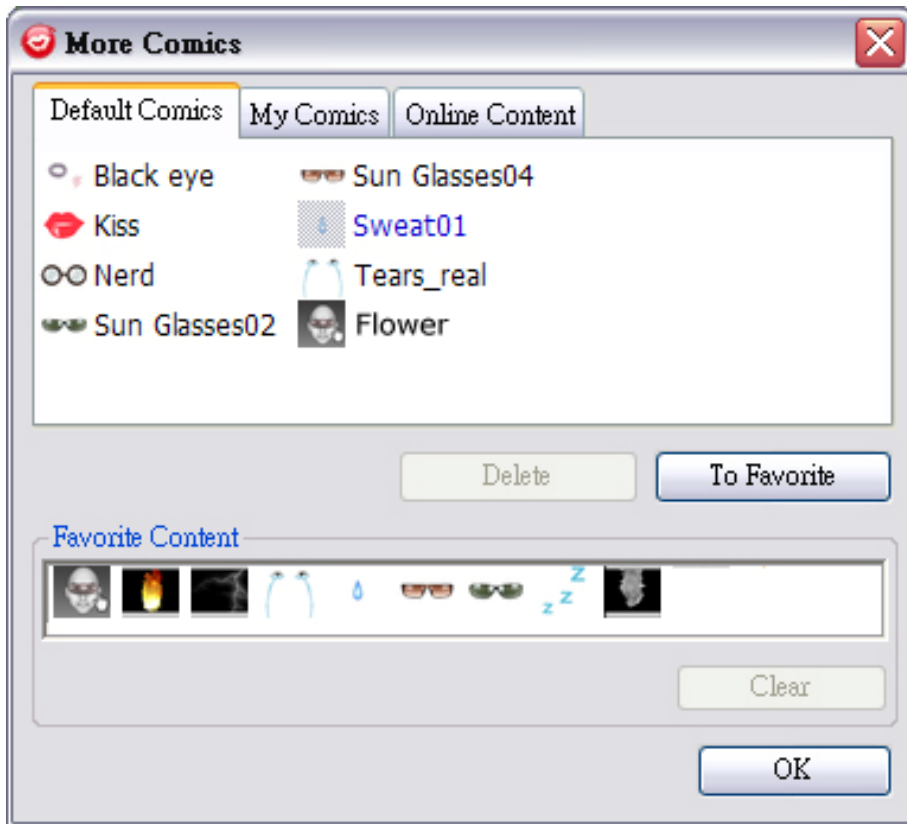 More Comics
Default Comics My Comics Online Content
Black eye Sun Glasses04
Kiss Sweat01
Nerd Tears_real
Sun Glasses02 Flower
Delete To Favorite
Favorite Content
z z z
Clear
OK